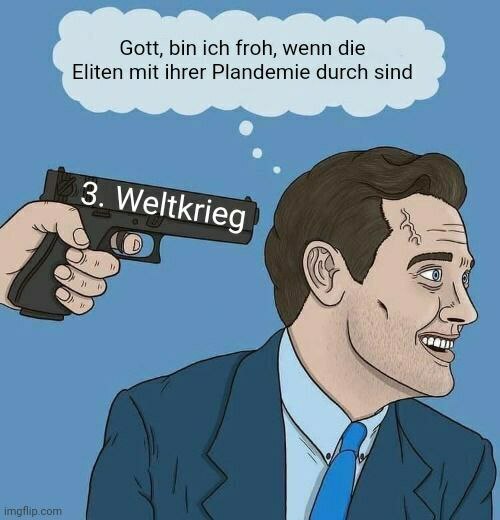 Gott, bin ich froh, wenn die
Eliten mit ihrer Plandemie durch sind
3. Weltkrieg
imgflip.com